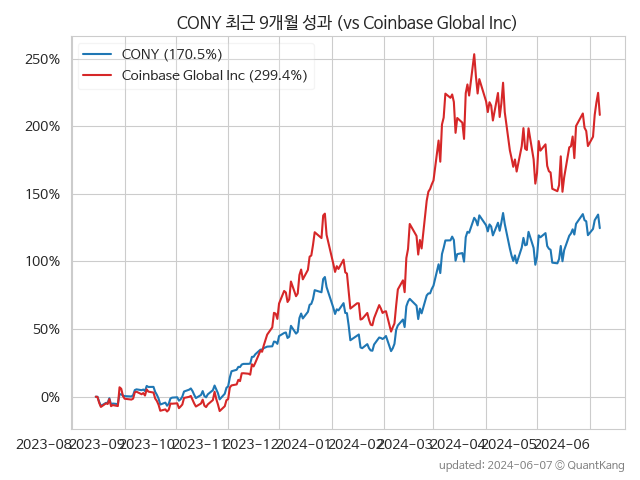 CONY 최근 9개월 성과 (vs Coinbase Global Inc)
CONY (170.5%)
Coinbase Global Inc (299.4%)
250%
200%
150%
100%
50%
0%
2023-08 2023-09 2023-10 2023-11 2023-12 2024-01 2024-02 2024-03 2024-04 2024-05 2024-06
updated: 2024-06-07 © QuantKang